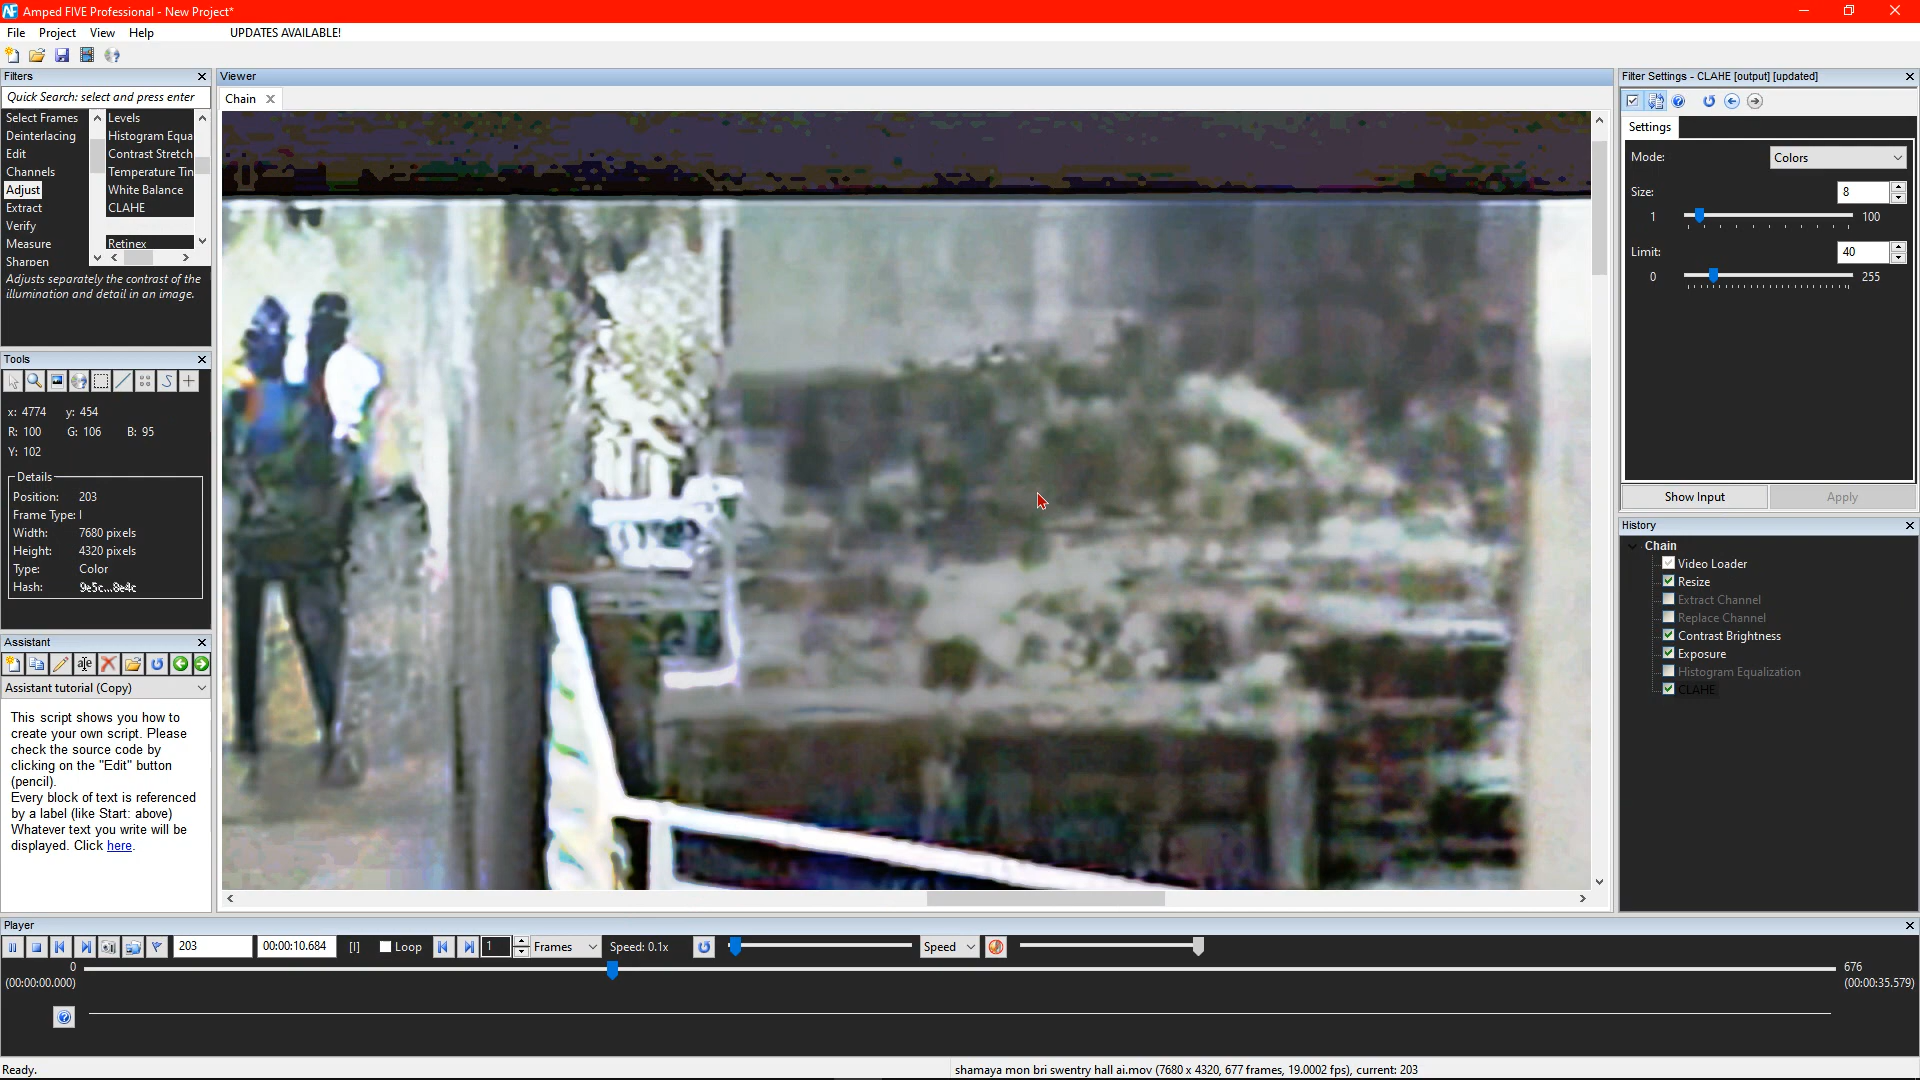 Amped FIVE Professional - New Project*
File Project View Help UPDATES AVAILABLE!
Filters
Quick Search: select and press enter
Select Frames
Deinterlacing
Edit
Channels
Adjust
Extract
Verify
Measure
Sharpen
Levels
Histogram Equa
Contrast Stretch
Temperature Tin
White Balance
CLAHE
Retinex
Adjusts separately the contrast of the
illumination and detail in an image.
Tools
x: 4774 y: 454
R: 100 G: 106 B: 95
Y: 102
Details
Position: 203
Frame Type: I
Width: 7680 pixels
Height: 4320 pixels
Type: Color
Hash: 9e5c...8e4c
Assistant
Assistant tutorial (Copy)
This script shows you how to
create your own script. Please
check the source code by
clicking on the "Edit" button
(pencil).
Every block of text is referenced
by a label (like Start: above)
Whatever text you write will be
displayed. Click here.
Viewer
Chain
Filter Settings - CLAHE [output] [updated]
Settings
Mode: Colors
Size: 8
1 100
Limit: 40
0 255
Show Input Apply
History
Chain
Video Loader
Resize
Extract Channel
Replace Channel
Contrast Brightness
Exposure
Histogram Equalization
CLAHE
Player
203 00:00:10.684 [I] Loop 1 Frames Speed: 0.1x Speed
0 676
(00:00:00.000) (00:00:35.579)
Ready. shamaya mon bri swentry hall ai.mov (7680 x 4320, 677 frames, 19.0002 fps), current: 203